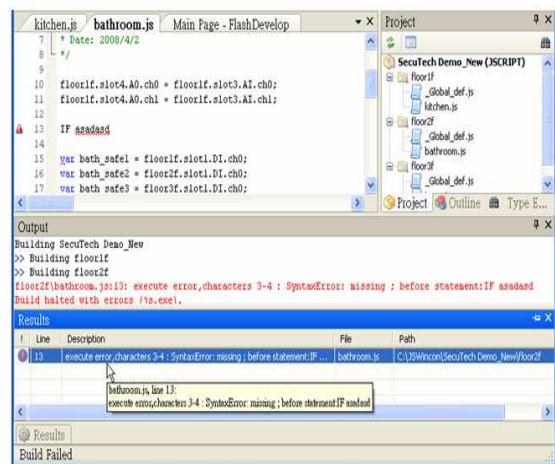 kitchen.js bathroom.js Main Page - FlashDevelop
7 * Date: 2008/4/2
8 */
9
10 floor1f.slot4.AO.ch0 = floor1f.slot3.AI.ch0;
11 floor1f.slot4.AO.ch1 = floor1f.slot3.AI.ch1;
12
13 IF asadasd
14
15 var bath_safe1 = floor1f.slot1.DI.ch0;
16 var bath_safe2 = floor2f.slot1.DI.ch0;
17 var bath safe3 = floor3f.slot1.DI.ch0;
Project
SecuTech Demo_New (JSCRIPT)
floor1f
_Global_def.js
kitchen.js
floor2f
_Global_def.js
bathroom.js
floor3f
_Global_def.js
Project Outline Type E...
Output
Building SecuTech Demo_New
>> Building floor1f
>> Building floor2f
floor2f\bathroom.js:13: execute error,characters 3-4 : SyntaxError: missing ; before statement:IF asadasd
Build halted with errors (js.exe).
Results
! Line Description File Path
13 execute error,characters 3-4 : SyntaxError: missing ; before statement:IF ... bathroom.js C:\JSWincon\SecuTech Demo_New\floor2f
bathroom.js, line 13:
execute error,characters 3-4 : SyntaxError: missing ; before statement:IF asadasd
Results
Build Failed